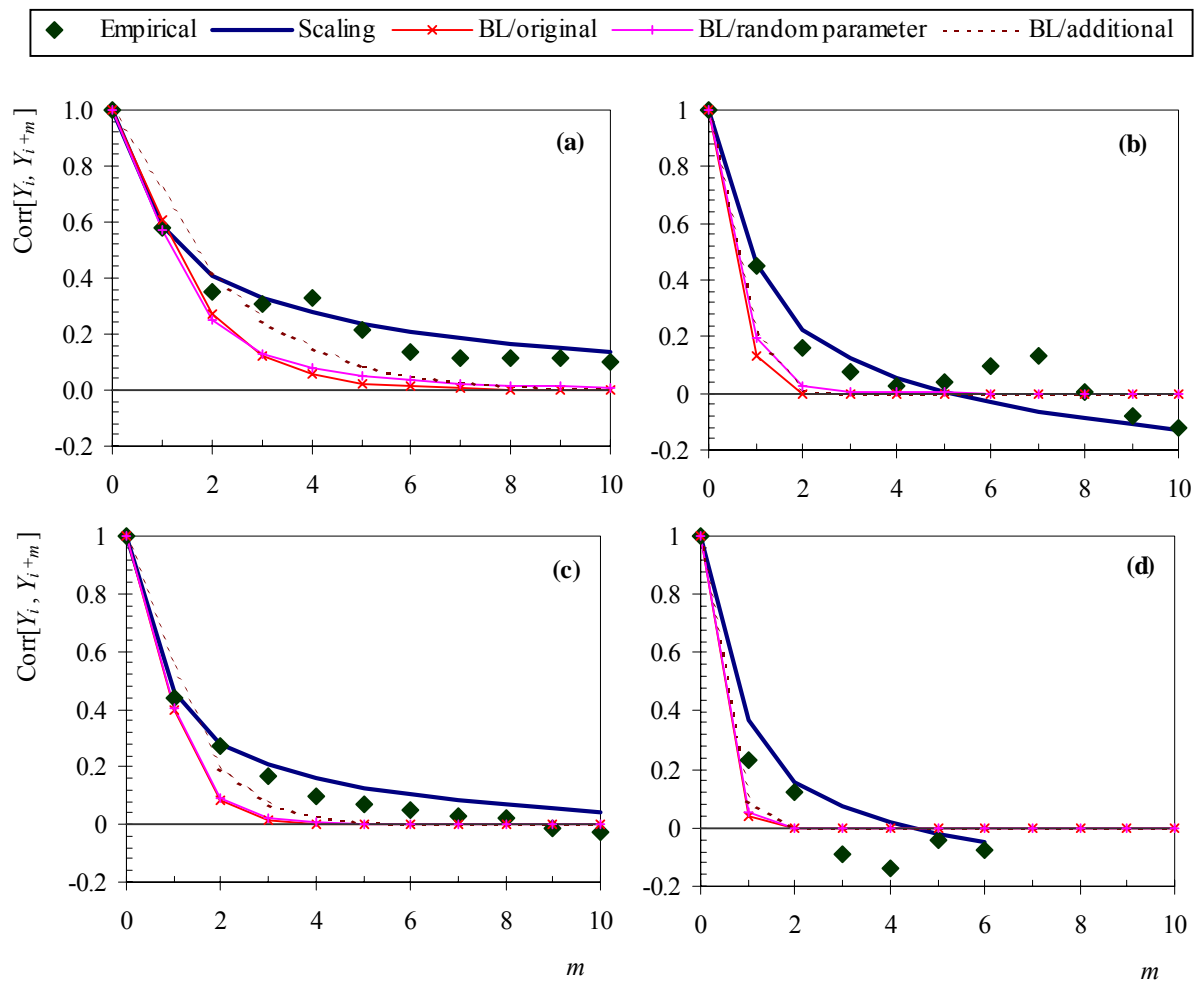 Empirical Scaling BL/original BL/random parameter BL/additional
Corr[Yi, Yi+m]
1.0
0.8
0.6
0.4
0.2
0.0
-0.2
0 2 4 6 8 10
(a)
1
0.8
0.6
0.4
0.2
0
-0.2
0 2 4 6 8 10
(b)
Corr[Yi , Yi+m]
1
0.8
0.6
0.4
0.2
0
-0.2
0 2 4 6 8 10
(c)
m
1
0.8
0.6
0.4
0.2
0
-0.2
0 2 4 6 8 10
(d)
m